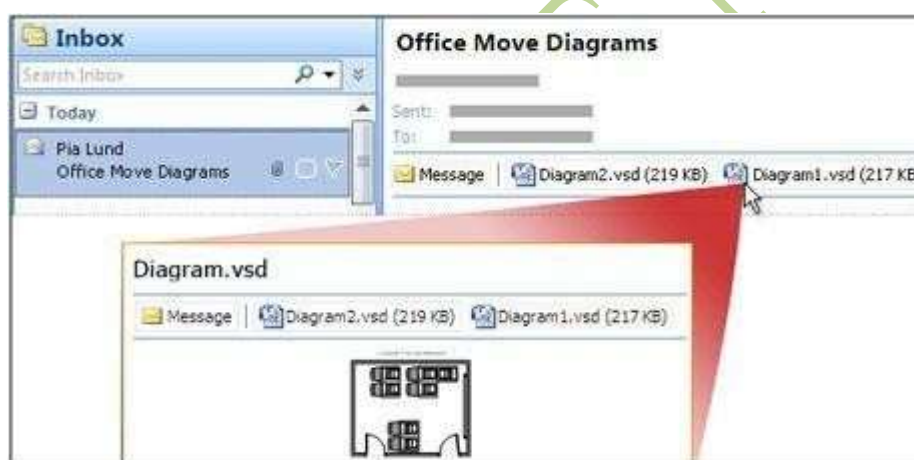 Inbox
Search Inbox
Today
Pia Lund
Office Move Diagrams
Office Move Diagrams
Sent:
To:
Message Diagram2.vsd (219 KB) Diagram1.vsd (217 KB
Diagram.vsd
Message Diagram2.vsd (219 KB) Diagram1.vsd (217 KB)